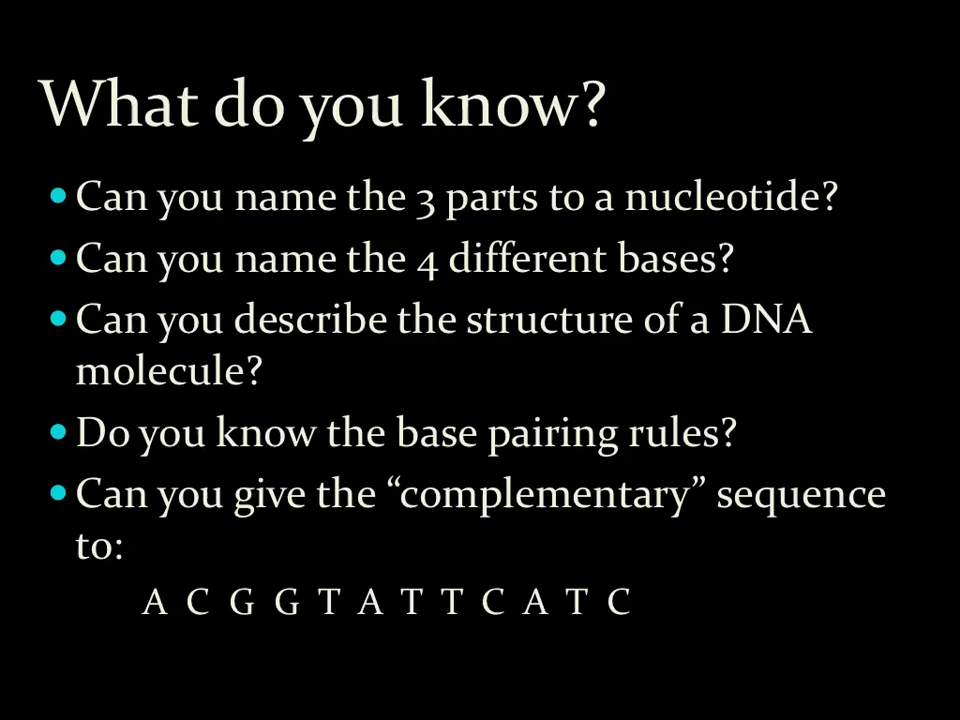 What do you know?
• Can you name the 3 parts to a nucleotide?
• Can you name the 4 different bases?
• Can you describe the structure of a DNA
molecule?
• Do you know the base pairing rules?
• Can you give the “complementary” sequence
to:
A C G G T A T T C A T C